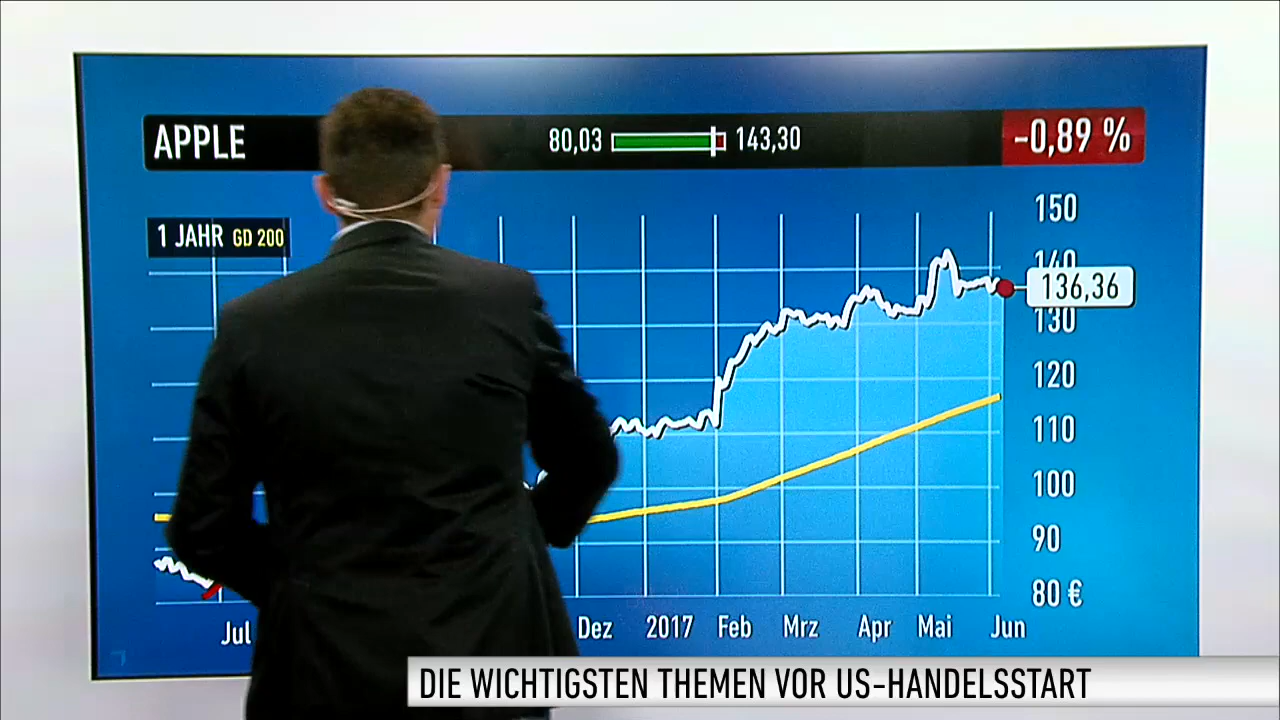 APPLE 80,03 143,30 -0,89 %
1 JAHR GD 200
150
140
136,36
130
120
110
100
90
80 €
Jul Dez 2017 Feb Mrz Apr Mai Jun
DIE WICHTIGSTEN THEMEN VOR US-HANDELSSTART